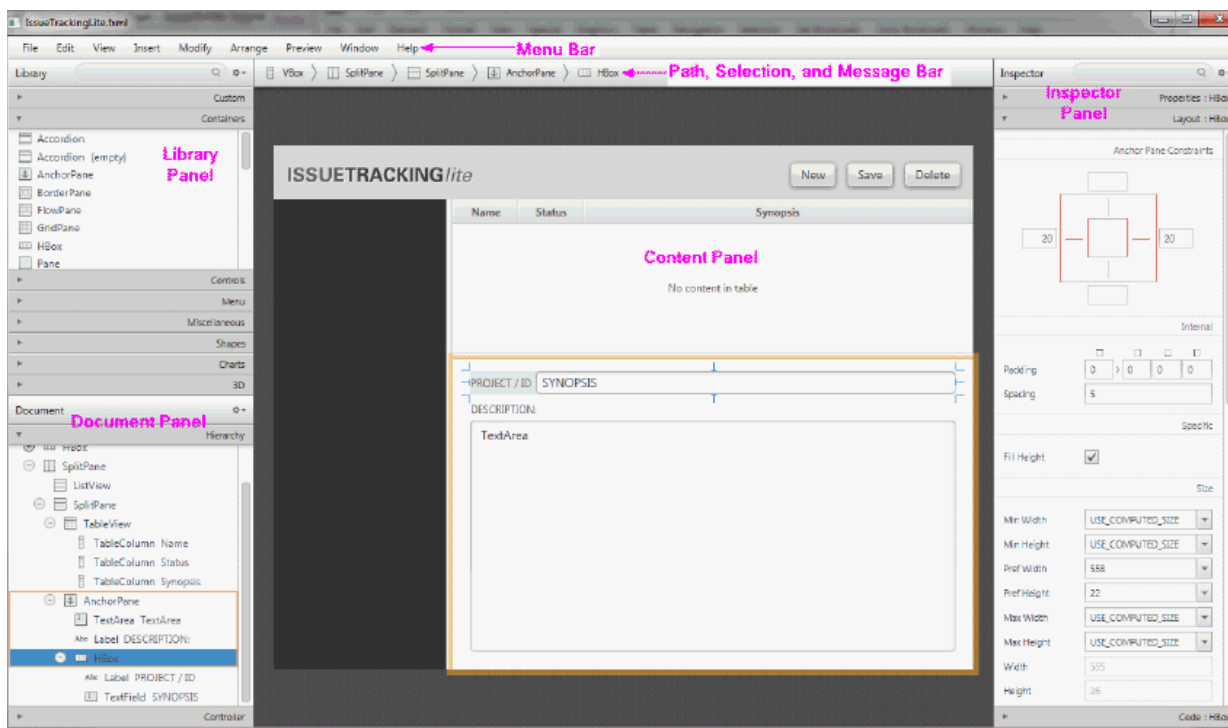 IssueTrackingLite.fxml
File Edit View Insert Modify Arrange Preview Window Help
Menu Bar
Library
VBox SplitPane SplitPane AnchorPane HBox
Path, Selection, and Message Bar
Inspector
Custom
Containers
Accordion
Accordion (empty)
AnchorPane
BorderPane
FlowPane
GridPane
HBox
Pane
Library
Panel
Controls
Menu
Miscellaneous
Shapes
Charts
3D
Document
Document Panel
Hierarchy
HBox
SplitPane
ListView
SplitPane
TableView
TableColumn Name
TableColumn Status
TableColumn Synopsis
AnchorPane
TextArea TextArea
Abc Label DESCRIPTION:
HBox
Abc Label PROJECT / ID
TextField SYNOPSIS
Controller
ISSUETRACKINGlite
New Save Delete
Name Status Synopsis
Content Panel
No content in table
PROJECT / ID SYNOPSIS
DESCRIPTION:
TextArea
Inspector
Panel
Properties : HBox
Layout : HBox
Anchor Pane Constraints
20 20
Internal
Padding 0 0 0 0
Spacing 5
Specific
Fill Height
Size
Min Width USE_COMPUTED_SIZE
Min Height USE_COMPUTED_SIZE
Pref Width 558
Pref Height 22
Max Width USE_COMPUTED_SIZE
Max Height USE_COMPUTED_SIZE
Width 555
Height 26
Code : HBox